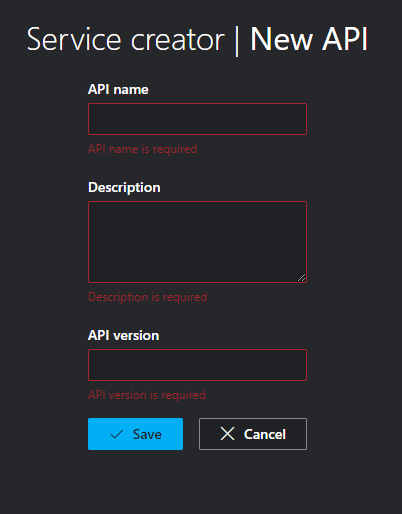 Service creator | New API
API name
API name is required
Description
Description is required
API version
API version is required
Save Cancel